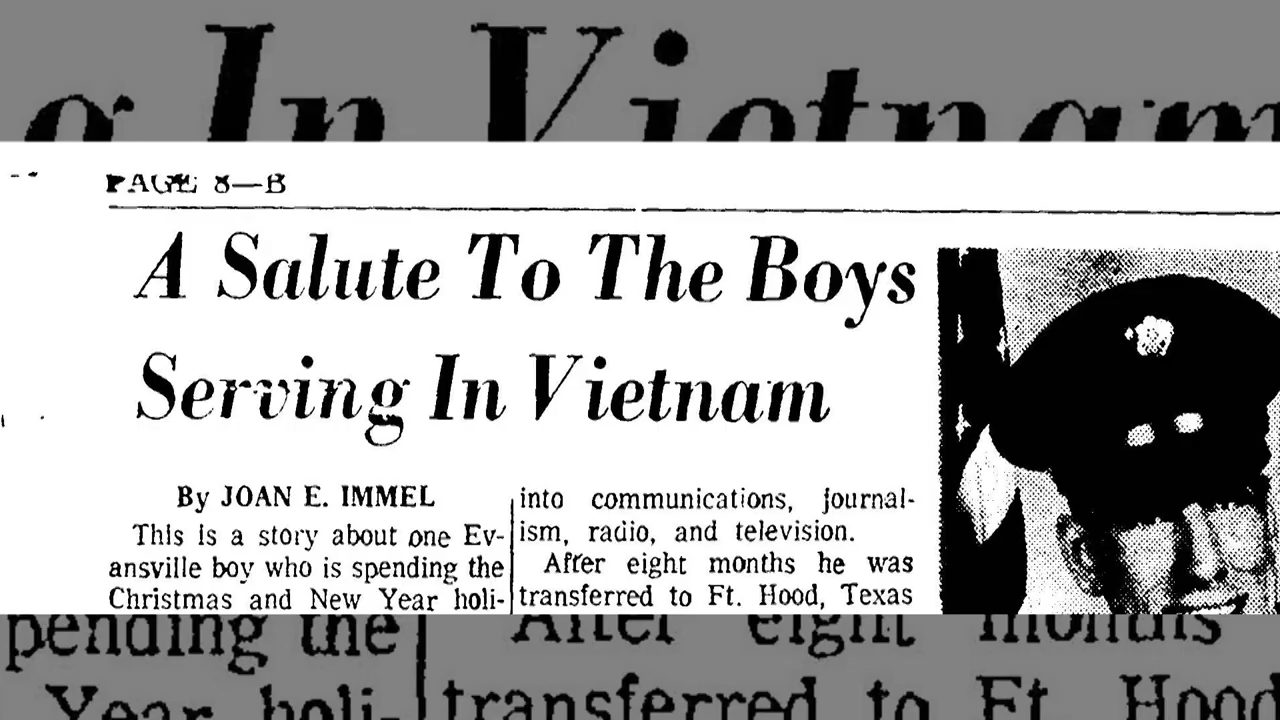 g In Vietnam
PAGE 8—B
A Salute To The Boys
Serving In Vietnam
By JOAN E. IMMEL
This is a story about one Ev-
ansville boy who is spending the
Christmas and New Year holi-
into communications, journal-
ism, radio, and television.
After eight months he was
transferred to Ft. Hood, Texas
pending the
Year holi-
After eight months
transferred to Ft. Hood